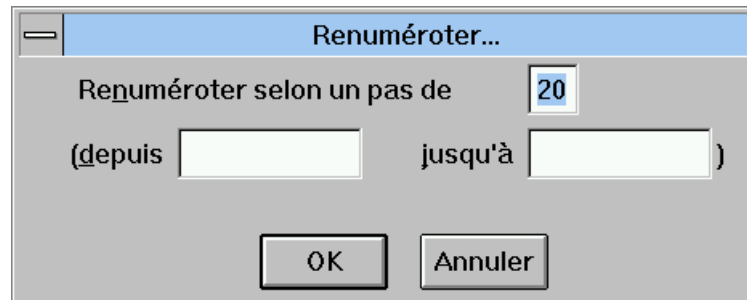 Renuméroter...
Renuméroter selon un pas de 20
(depuis jusqu'à )
OK Annuler